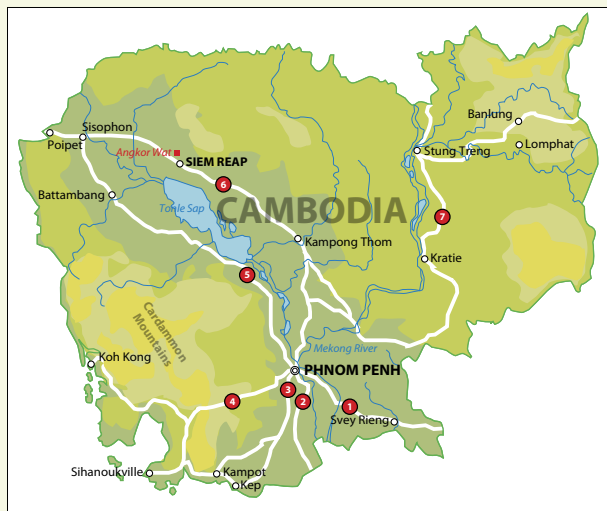 Banlung
Sisophon
Poipet
Angkor Wat
SIEM REAP
Stung Treng
Lomphat
6
Battambang
Tonle Sap
CAMBODIA
7
Kampong Thom
Kratie
5
Cardammon
Mountains
Mekong River
Koh Kong
PHNOM PENH
3
4
2
1
Svey Rieng
Sihanoukville
Kampot
Kep